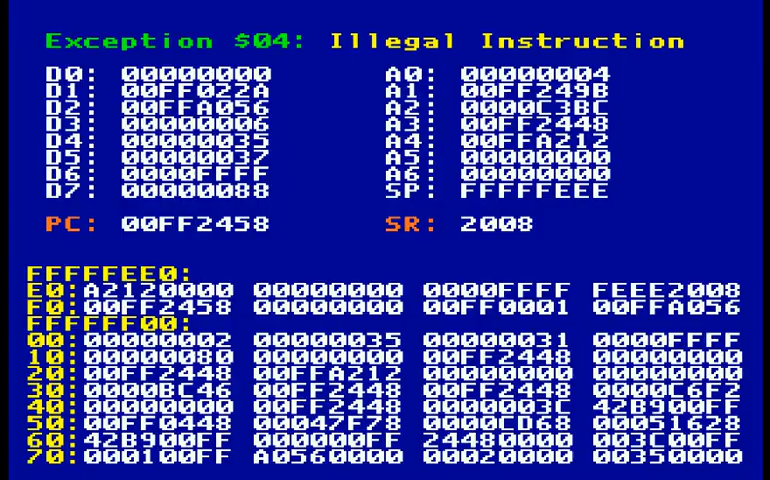 Exception $04: Illegal Instruction
D0: 00000000 A0: 00000004
D1: 00FF022A A1: 00FF249B
D2: 00FFA056 A2: 0000C3BC
D3: 00000006 A3: 00FF2448
D4: 00000035 A4: 00FFA212
D5: 00000037 A5: 00000000
D6: 0000FFFF A6: 00000000
D7: 00000088 SP: FFFFFEEE
PC: 00FF2458 SR: 2008
FFFFFEE0:
E0: A2120000 00000000 0000FFFF FEEE2008
F0: 00FF2458 00000000 00FF0001 00FFA056
FFFFFF00:
00: 00000002 00000035 00000031 0000FFFF
10: 00000080 00000000 00FF2448 00000000
20: 00FF2448 00FFA212 00000000 00000000
30: 0000BC46 00FF2448 00FF2448 0000C6F2
40: 00000000 00FF2448 0000003C 42B900FF
50: 00FF0448 00047F78 0000CD68 00051628
60: 42B900FF 000000FF 24480000 003C00FF
70: 000100FF A0560000 00020000 00350000